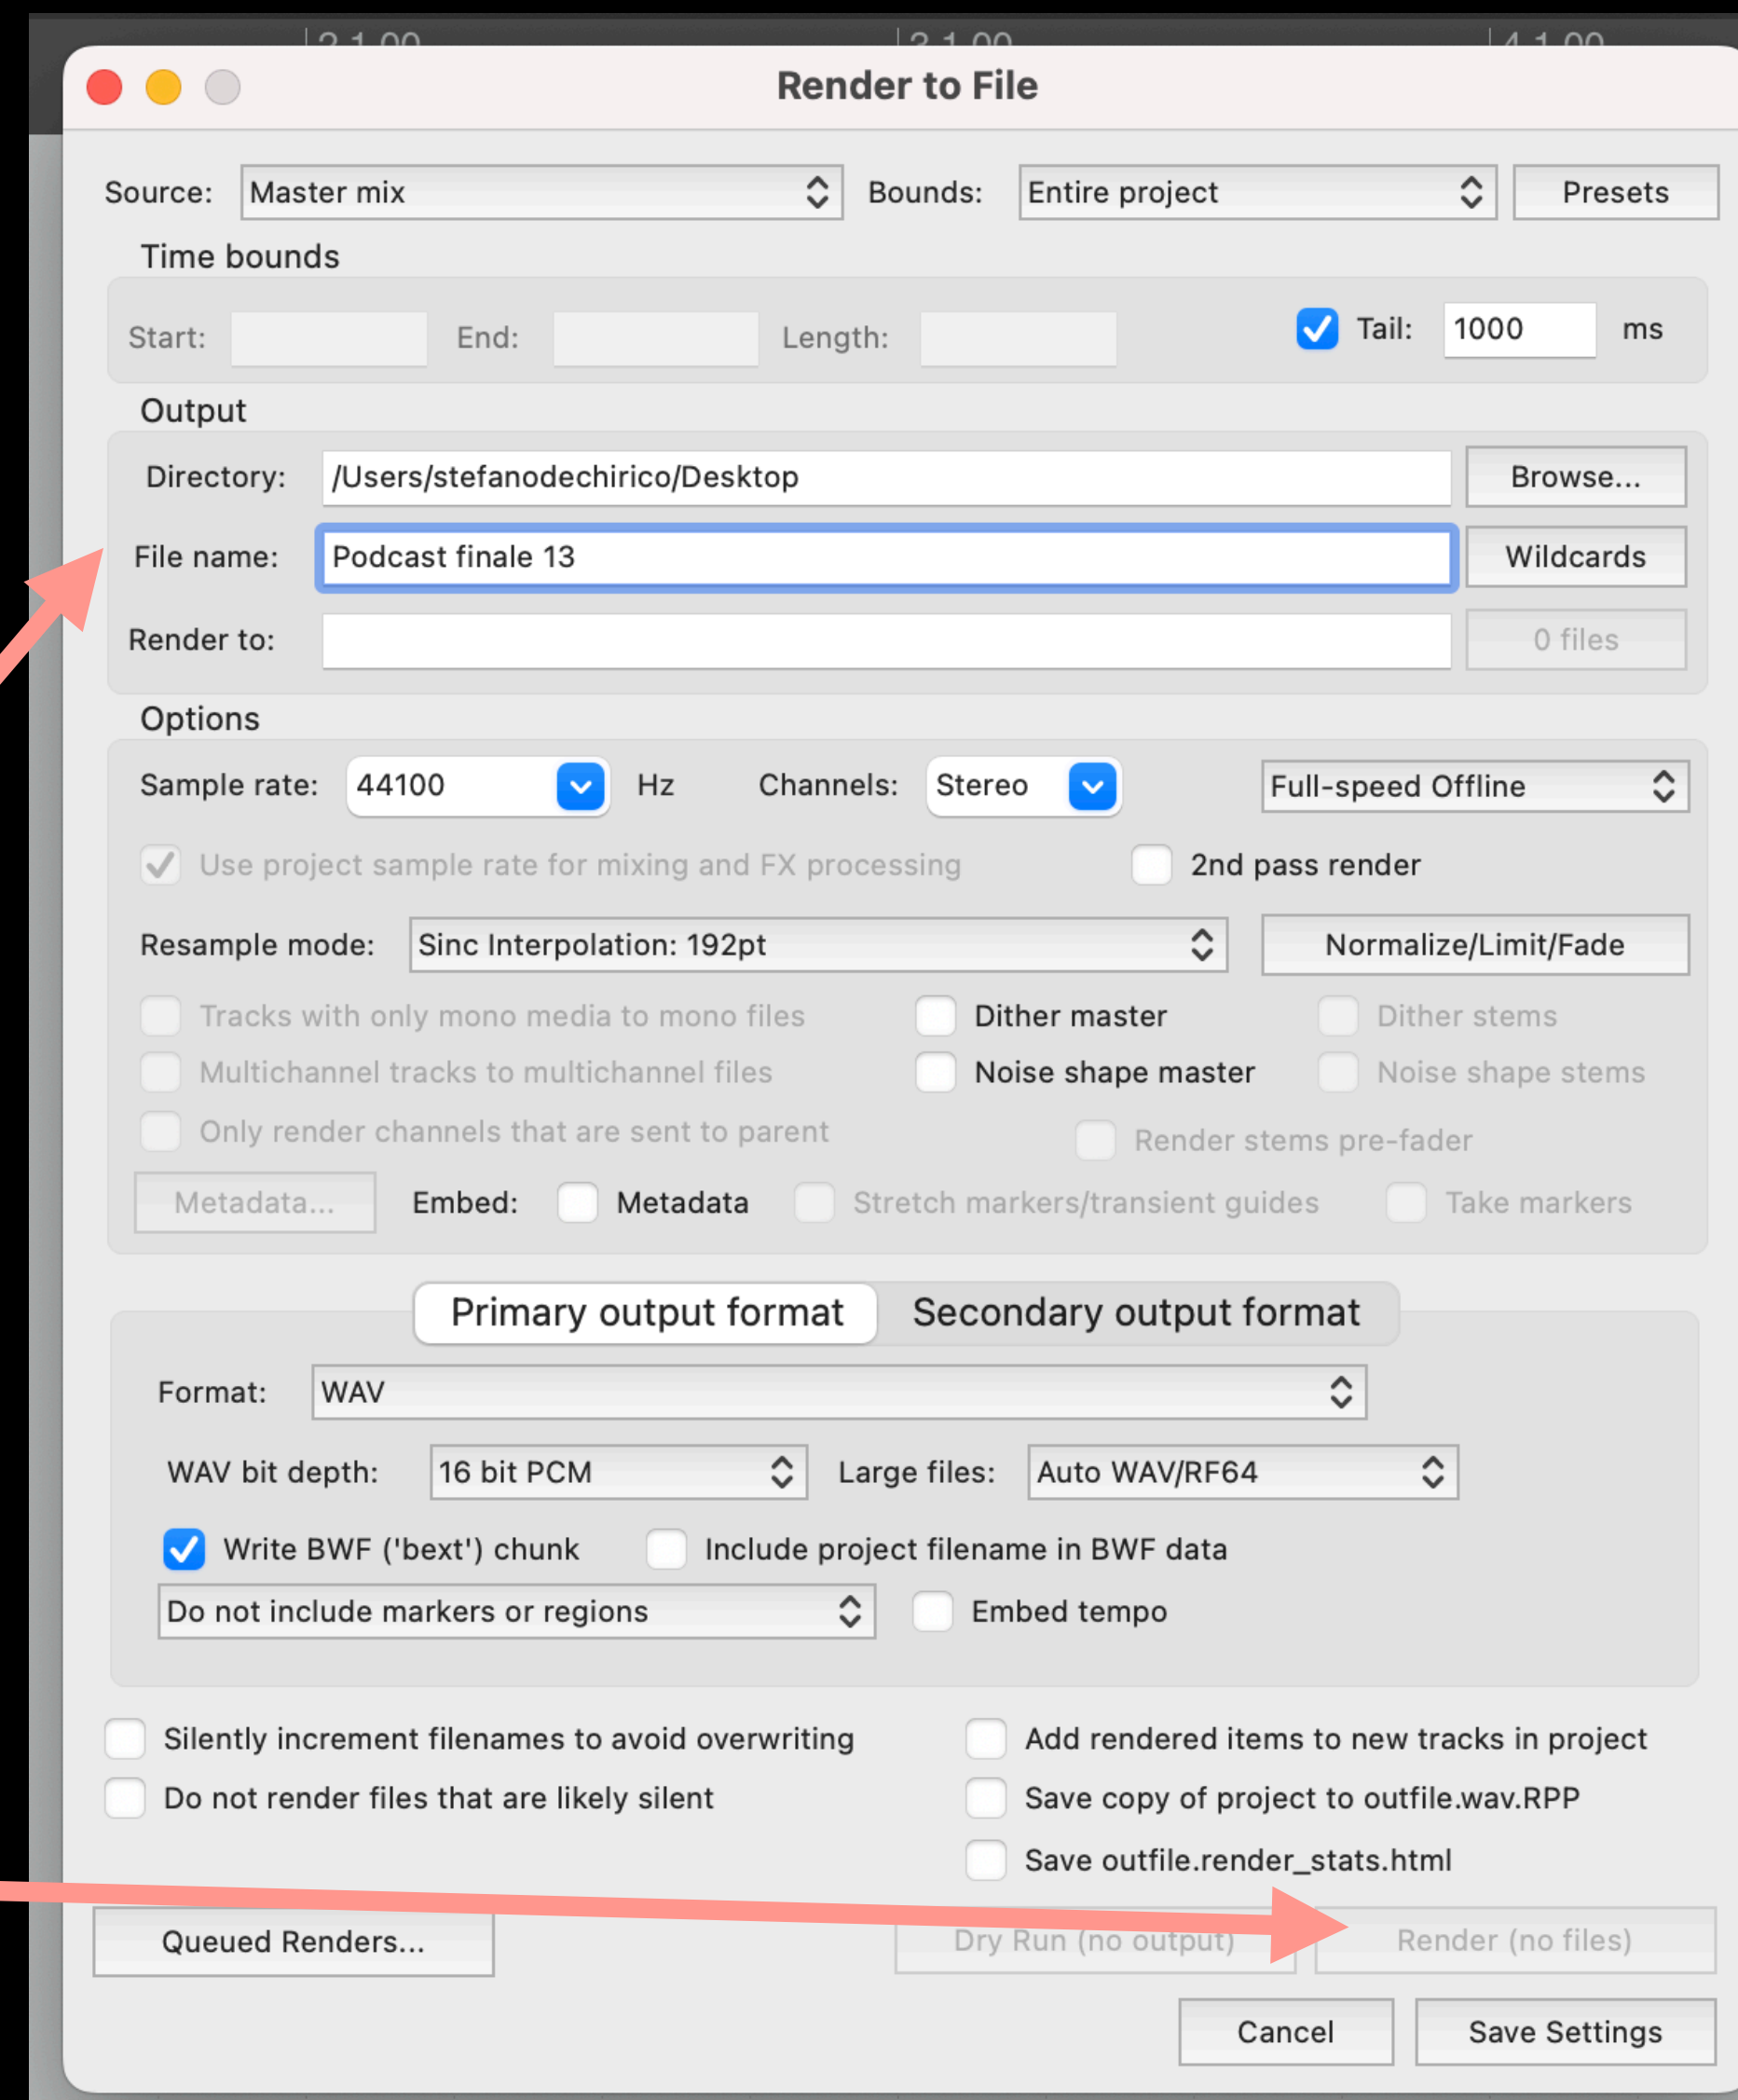 2.1.00 3.1.00 4.1.00
Render to File
Source: Master mix Bounds: Entire project Presets
Time bounds
Start: End: Length: Tail: 1000 ms
Output
Directory: /Users/stefanodechirico/Desktop Browse...
File name: Podcast finale 13 Wildcards
Render to: 0 files
Options
Sample rate: 44100 Hz Channels: Stereo Full-speed Offline
Use project sample rate for mixing and FX processing 2nd pass render
Resample mode: Sinc Interpolation: 192pt Normalize/Limit/Fade
Tracks with only mono media to mono files Dither master Dither stems
Multichannel tracks to multichannel files Noise shape master Noise shape stems
Only render channels that are sent to parent Render stems pre-fader
Metadata... Embed: Metadata Stretch markers/transient guides Take markers
Primary output format Secondary output format
Format: WAV
WAV bit depth: 16 bit PCM Large files: Auto WAV/RF64
Write BWF ('bext') chunk Include project filename in BWF data
Do not include markers or regions Embed tempo
Silently increment filenames to avoid overwriting Add rendered items to new tracks in project
Do not render files that are likely silent Save copy of project to outfile.wav.RPP
Save outfile.render_stats.html
Queued Renders... Dry Run (no output) Render (no files)
Cancel Save Settings